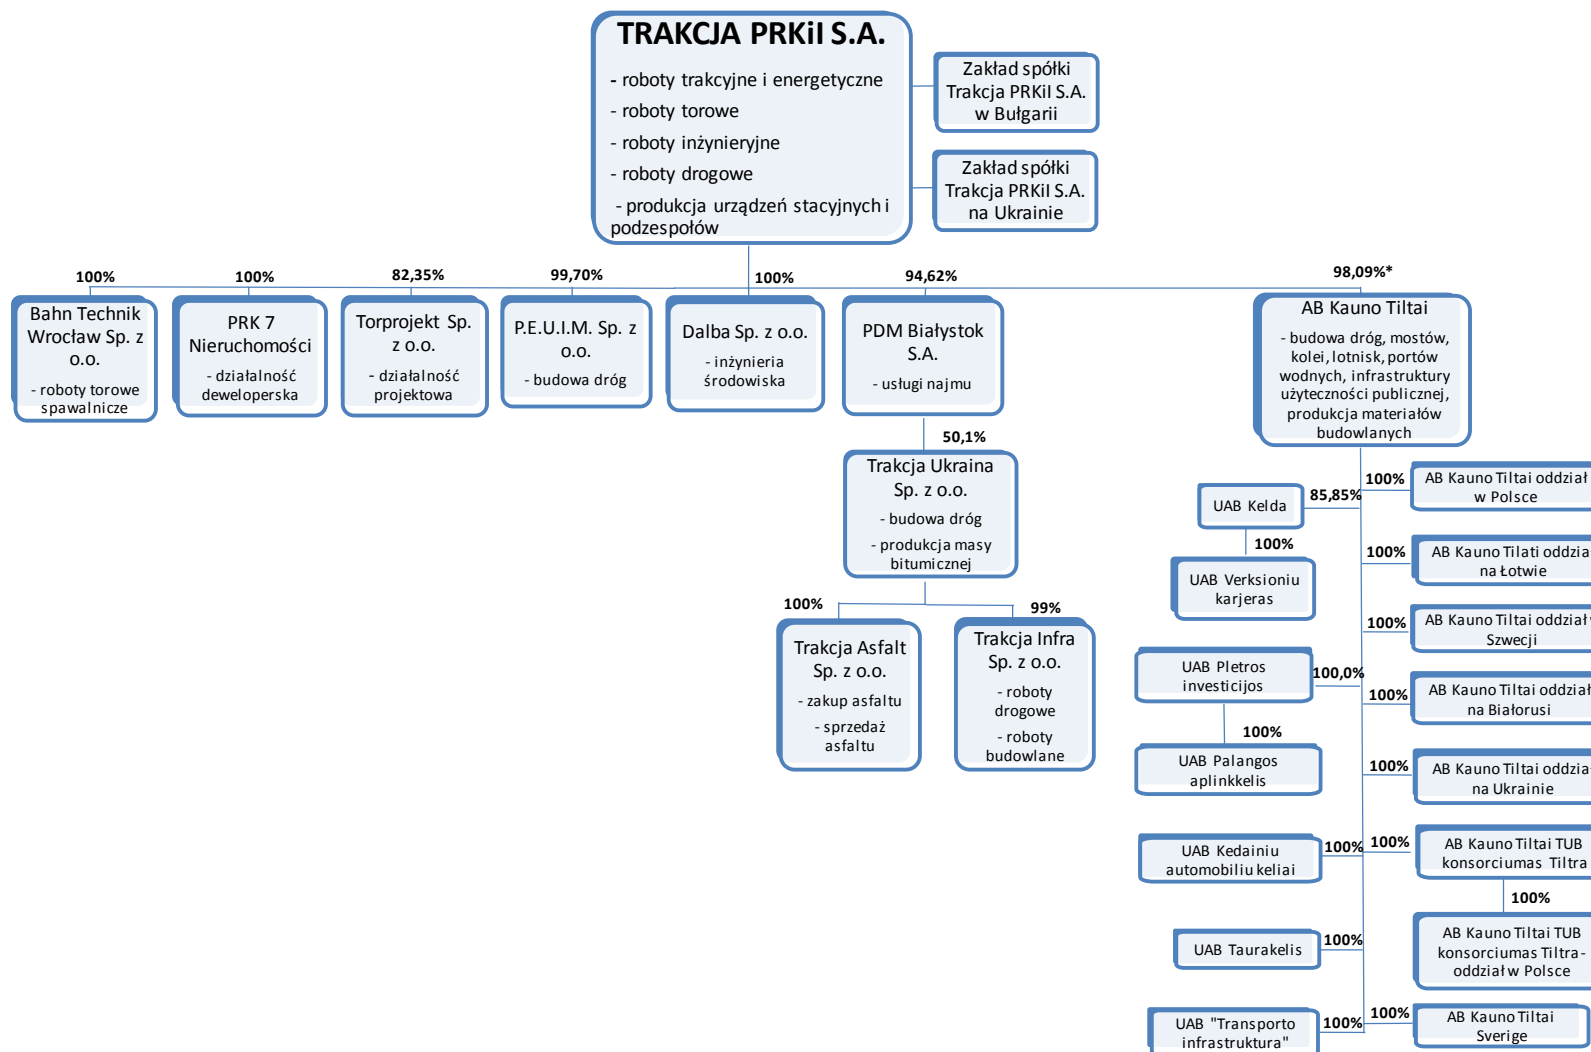 TRAKCJA PRKiI S.A.
- roboty trakcyjne i energetyczne
- roboty torowe
- roboty inżynieryjne
- roboty drogowe
- produkcja urządzeń stacyjnych i
podzespołów
Zakład spółki
Trakcja PRKiI S.A.
w Bułgarii
Zakład spółki
Trakcja PRKiI S.A.
na Ukrainie
100%
Bahn Technik
Wrocław Sp. z
o.o.
- roboty torowe
spawalnicze
100%
PRK 7
Nieruchomości
- działalność
deweloperska
82,35%
Torprojekt Sp.
z o.o.
- działalność
projektowa
99,70%
P.E.U.I.M. Sp. z
o.o.
- budowa dróg
100%
Dalba Sp. z o.o.
- inżynieria
środowiska
94,62%
PDM Białystok
S.A.
- usługi najmu
98,09%*
AB Kauno Tiltai
- budowa dróg, mostów,
kolei, lotnisk, portów
wodnych, infrastruktury
użyteczności publicznej,
produkcja materiałów
budowlanych
50,1%
Trakcja Ukraina
Sp. z o.o.
- budowa dróg
- produkcja masy
bitumicznej
100%
Trakcja Asfalt
Sp. z o.o.
- zakup asfaltu
- sprzedaż
asfaltu
99%
Trakcja Infra
Sp. z o.o.
- roboty
drogowe
- roboty
budowlane
85,85%
UAB Kelda
100%
UAB Verksioniu
karjeras
100,0%
UAB Pletros
investicijos
100%
UAB Palangos
aplinkkelis
100%
UAB Kedainiu
automobiliu keliai
100%
UAB Taurakelis
100%
UAB "Transporto
infrastruktura"
100%
AB Kauno Tiltai oddział
w Polsce
100%
AB Kauno Tilati oddzia
na Łotwie
100%
AB Kauno Tiltai oddział
Szwecji
100%
AB Kauno Tiltai oddział
na Białorusi
100%
AB Kauno Tiltai oddzia
na Ukrainie
100%
AB Kauno Tiltai TUB
konsorciumas Tiltra
100%
AB Kauno Tiltai TUB
konsorciumas Tiltra-
oddział w Polsce
100%
AB Kauno Tiltai
Sverige